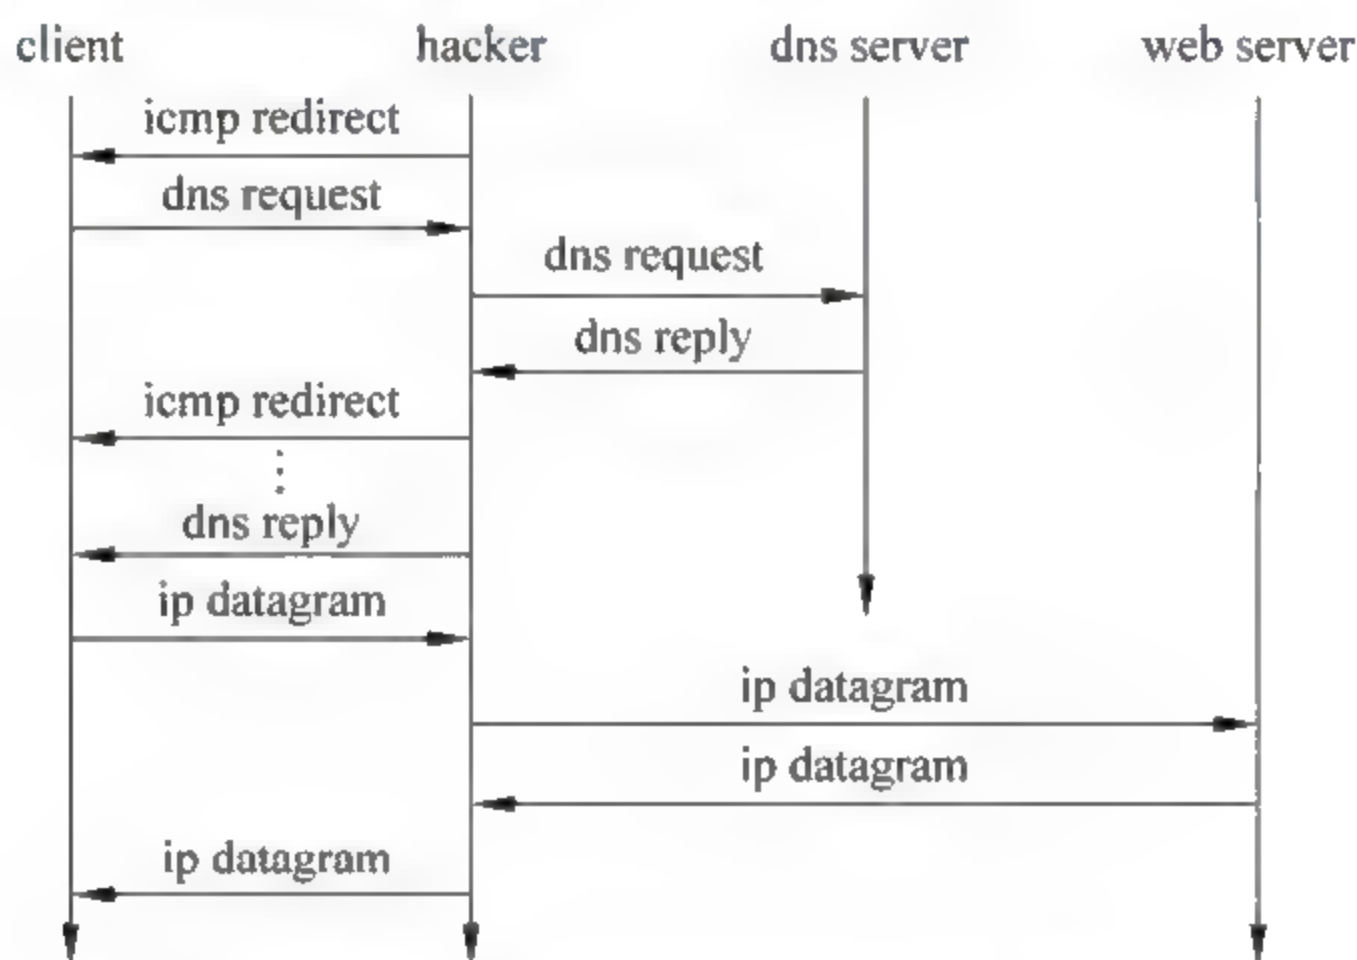 client hacker dns server web server
icmp redirect
dns request
dns request
dns reply
icmp redirect
dns reply
ip datagram
ip datagram
ip datagram
ip datagram